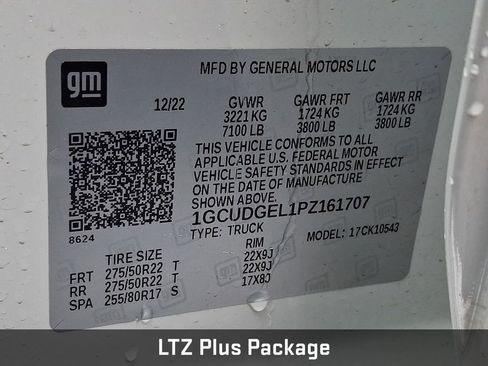 gm
MFD BY GENERAL MOTORS LLC
12/22 GVWR GAWR FRT GAWR RR
3221 KG 1724 KG 1724 KG
7100 LB 3800 LB 3800 LB
THIS VEHICLE CONFORMS TO ALL
APPLICABLE U.S. FEDERAL MOTOR
VEHICLE SAFETY STANDARDS IN EFFECT
ON THE DATE OF MANUFACTURE
1GCUDGEL1PZ161707
8624 TYPE: TRUCK MODEL: 17CK10543
TIRE SIZE RIM
FRT 275/50R22 T 22X9J
RR 275/50R22 T 22X9J
SPA 255/80R17 S 17X8J
LTZ Plus Package